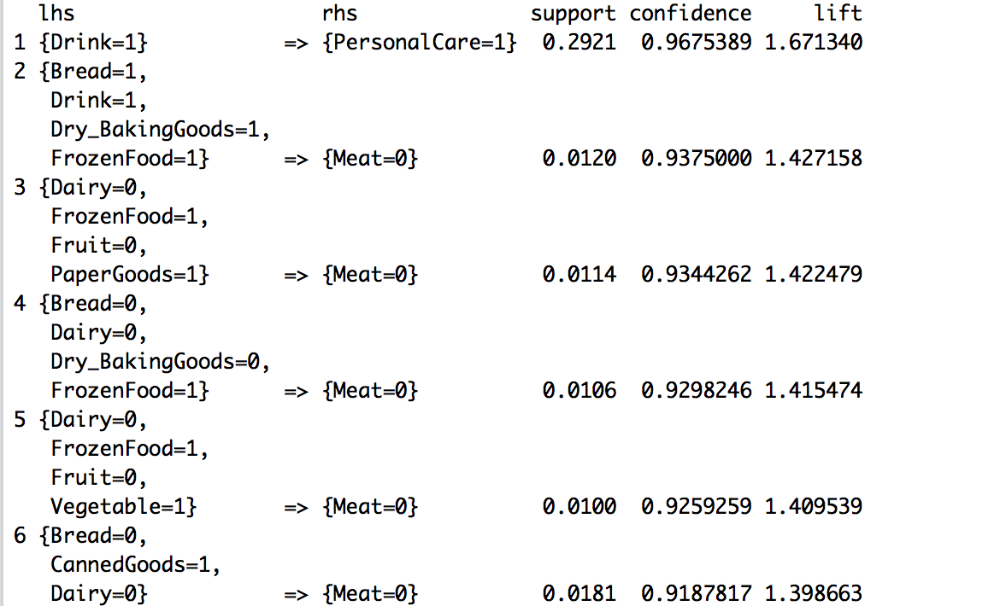 lhs                     rhs               support confidence     lift
1 {Drink=1}            => {PersonalCare=1}  0.2921  0.9675389 1.671340
2 {Bread=1,
   Drink=1,
   Dry_BakingGoods=1,
   FrozenFood=1}       => {Meat=0}          0.0120  0.9375000 1.427158
3 {Dairy=0,
   FrozenFood=1,
   Fruit=0,
   PaperGoods=1}       => {Meat=0}          0.0114  0.9344262 1.422479
4 {Bread=0,
   Dairy=0,
   Dry_BakingGoods=0,
   FrozenFood=1}       => {Meat=0}          0.0106  0.9298246 1.415474
5 {Dairy=0,
   FrozenFood=1,
   Fruit=0,
   Vegetable=1}        => {Meat=0}          0.0100  0.9259259 1.409539
6 {Bread=0,
   CannedGoods=1,
   Dairy=0}            => {Meat=0}          0.0181  0.9187817 1.398663